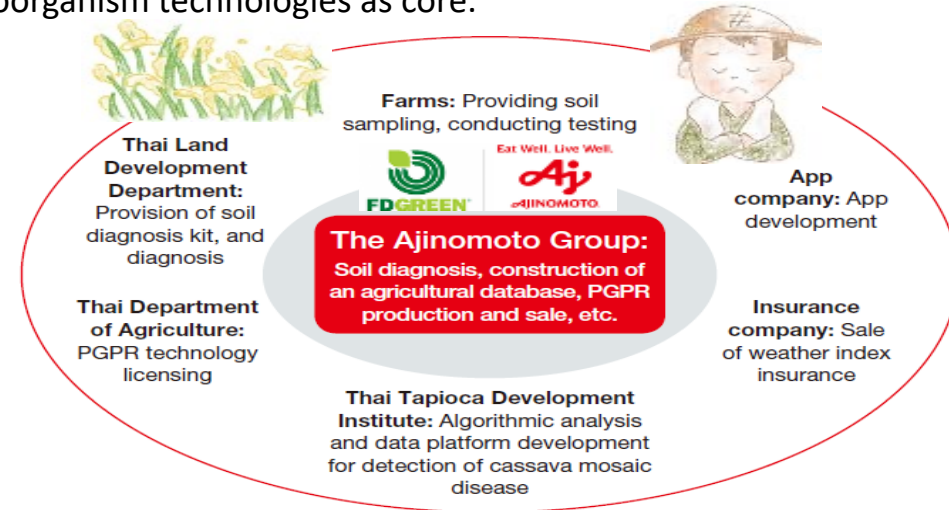 oorganism technologies as core.
Farms: Providing soil
sampling, conducting testing
Thai Land
Development
Department:
Provision of soil
diagnosis kit, and
diagnosis
FDGREEN
Eat Well. Live Well.
Aj
AJINOMOTO
App
company: App
development
The Ajinomoto Group:
Soil diagnosis, construction of
an agricultural database, PGPR
production and sale, etc.
Thai Department
of Agriculture:
PGPR technology
licensing
Insurance
company: Sale
of weather index
insurance
Thai Tapioca Development
Institute: Algorithmic analysis
and data platform development
for detection of cassava mosaic
disease